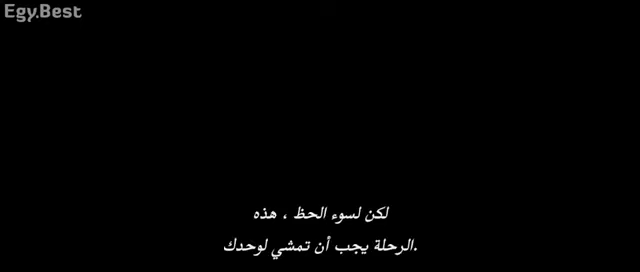 Egy.Best
لكن لسوء الحظ ، هذه
.الرحلة يجب أن تمشي لوحدك